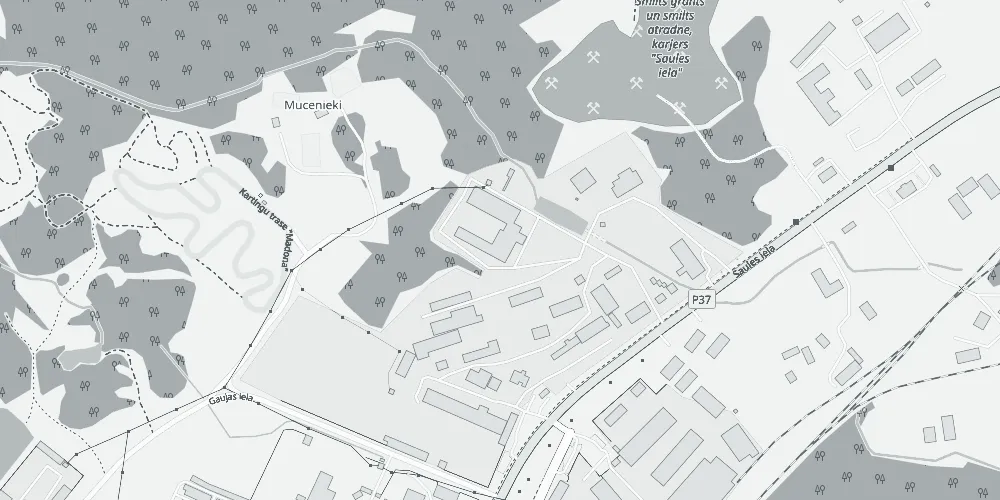 Smilts grants
un smilts
atradne,
karjers
"Saules
iela"
Mucenieki
Kartingu trase
"Madona"
Saules iela
P37
Gaujas iela